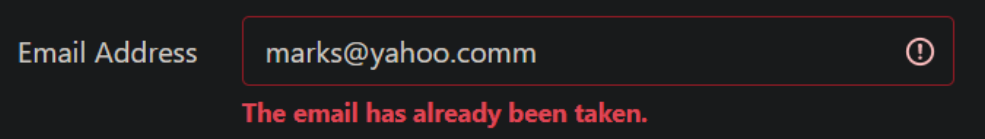 Email Address marks@yahoo.comm
The email has already been taken.